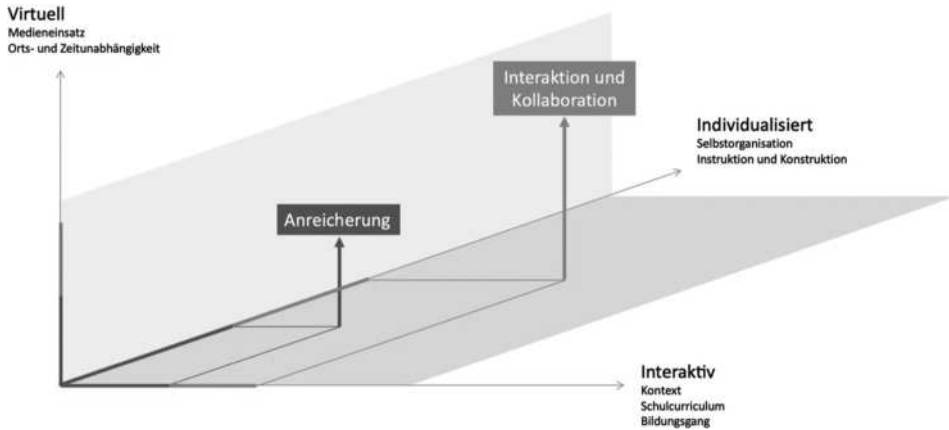 Virtuell
Medieneinsatz
Orts- und Zeitunabhängigkeit
Interaktion und
Kollaboration
Individualisiert
Selbstorganisation
Instruktion und Konstruktion
Anreicherung
Interaktiv
Kontext
Schulcurriculum
Bildungsgang